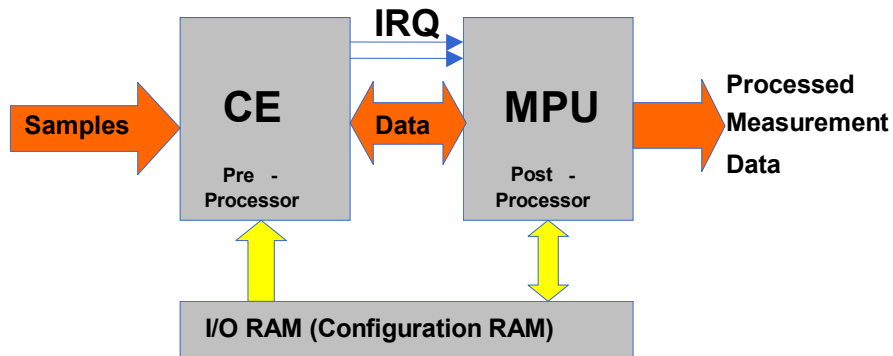 IRQ
Samples
CE
Pre -
Processor
Data
MPU
Post -
Processor
Processed
Measurement
Data
I/O RAM (Configuration RAM)